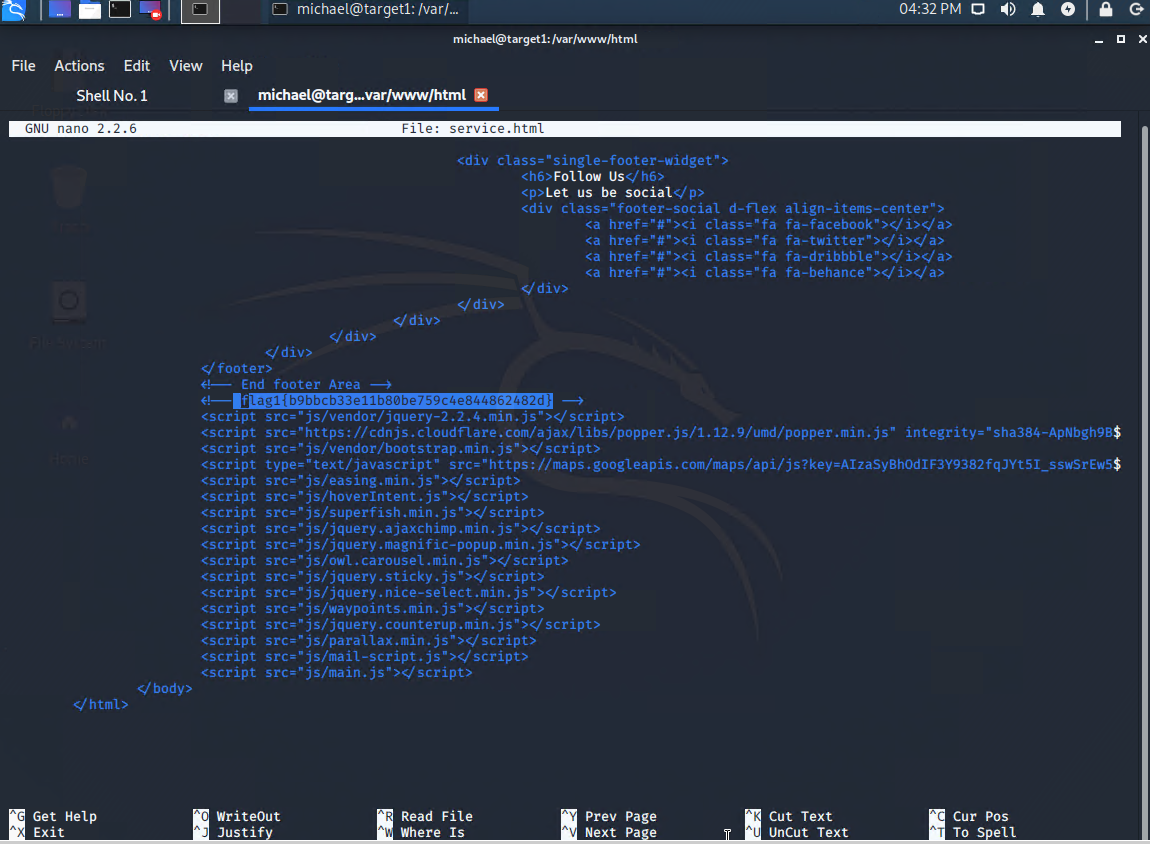 michael@target1: /var/... 04:32 PM
michael@target1: /var/www/html
File Actions Edit View Help
Shell No. 1 michael@targ...var/www/html
GNU nano 2.2.6 File: service.html
<div class="single-footer-widget">
<h6>Follow Us</h6>
<p>Let us be social</p>
<div class="footer-social d-flex align-items-center">
<a href="#"><i class="fa fa-facebook"></i></a>
<a href="#"><i class="fa fa-twitter"></i></a>
<a href="#"><i class="fa fa-dribbble"></i></a>
<a href="#"><i class="fa fa-behance"></i></a>
</div>
</div>
</div>
</div>
</div>
</footer>
<!-- End footer Area -->
<!-- flag1{b9bbcb33e11b80be759c4e844862482d} -->
<script src="js/vendor/jquery-2.2.4.min.js"></script>
<script src="https://cdnjs.cloudflare.com/ajax/libs/popper.js/1.12.9/umd/popper.min.js" integrity="sha384-ApNbgh9B$
<script src="js/vendor/bootstrap.min.js"></script>
<script type="text/javascript" src="https://maps.googleapis.com/maps/api/js?key=AIzaSyBhOdIF3Y9382fqJYt5I_sswSrEw5$
<script src="js/easing.min.js"></script>
<script src="js/hoverIntent.js"></script>
<script src="js/superfish.min.js"></script>
<script src="js/jquery.ajaxchimp.min.js"></script>
<script src="js/jquery.magnific-popup.min.js"></script>
<script src="js/owl.carousel.min.js"></script>
<script src="js/jquery.sticky.js"></script>
<script src="js/jquery.nice-select.min.js"></script>
<script src="js/waypoints.min.js"></script>
<script src="js/jquery.counterup.min.js"></script>
<script src="js/parallax.min.js"></script>
<script src="js/mail-script.js"></script>
<script src="js/main.js"></script>
</body>
</html>
File System
Home
^G Get Help ^O WriteOut ^R Read File ^Y Prev Page ^K Cut Text ^C Cur Pos
^X Exit ^J Justify ^W Where Is ^V Next Page ^U UnCut Text ^T To Spell